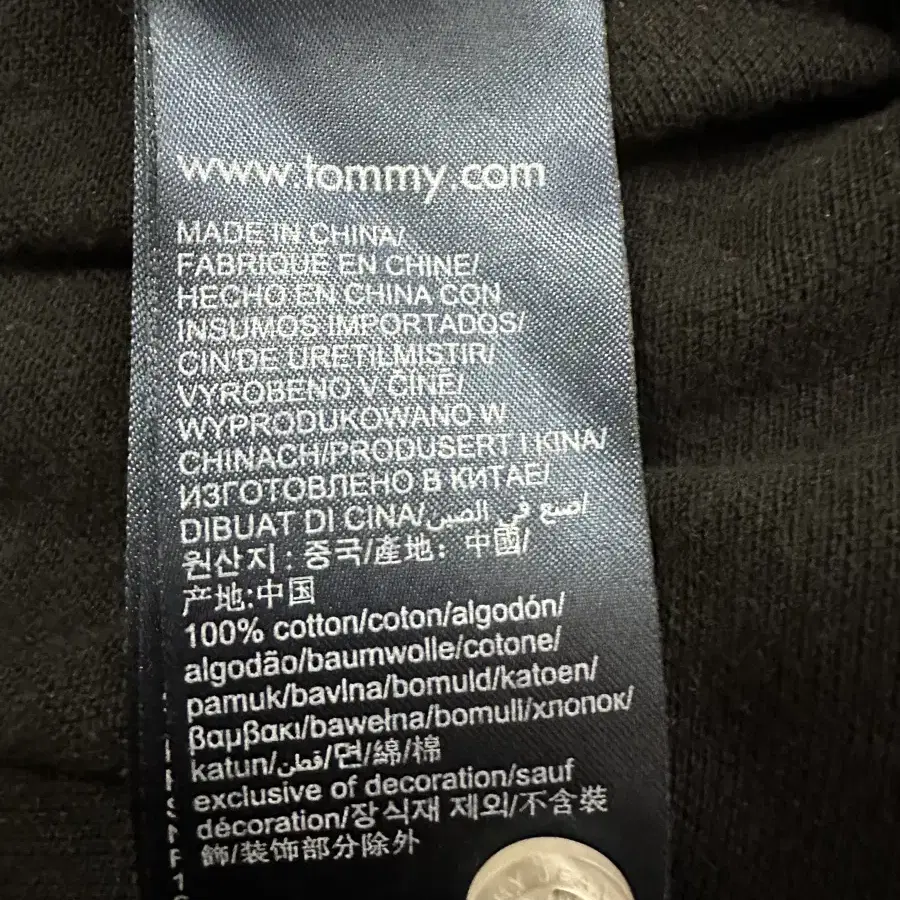 www.tommy.com
MADE IN CHINA/
FABRIQUÉ EN CHINE/
HECHO EN CHINA CON
INSUMOS IMPORTADOS/
CIN'DE URETILMISTIR/
VYROBENO V ČÍNĚ/
WYPRODUKOWANO W
CHINACH/PRODUSERT I KINA/
ИЗГОТОВЛЕНО В КИТАЕ/
DIBUAT DI CINA/صنع في الصين/
원산지 : 중국/產地: 中國/
产地:中国
100% cotton/coton/algodón/
algodão/baumwolle/cotone/
pamuk/bavlna/bomuld/katoen/
βαμβακι/bawełna/bomull/хлопок/
katun/قطن/면/綿/棉
exclusive of decoration/sauf
décoration/장식재 제외/不含裝
飾/装饰部分除外